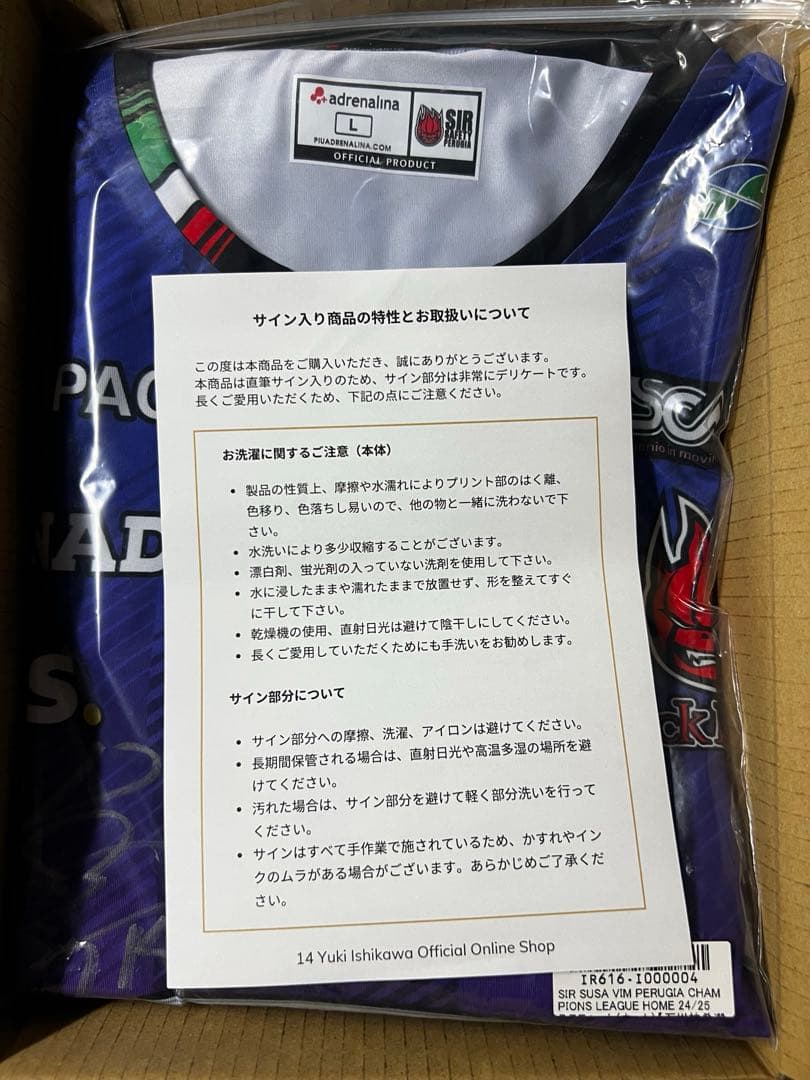 adrenalina
L
PIUADRENALINA.COM
SIR
SAFETY
PERUGIA
OFFICIAL PRODUCT
サイン入り商品の特性とお取扱いについて
この度は本商品をご購入いただき、誠にありがとうございます。
本商品は直筆サイン入りのため、サイン部分は非常にデリケートです。
長くご愛用いただくため、下記の点にご注意ください。
お洗濯に関するご注意（本体）
• 製品の性質上、摩擦や水濡れによりプリント部のはく離、
色移り、色落ちし易いので、他の物と一緒に洗わないで下
さい。
• 水洗いにより多少収縮することがございます。
• 漂白剤、蛍光剤の入っていない洗剤を使用して下さい。
• 水に浸したままや濡れたままで放置せず、形を整えてすぐ
に干して下さい。
• 乾燥機の使用、直射日光は避けて陰干しにしてください。
• 長くご愛用していただくためにも手洗いをお勧めします。
サイン部分について
• サイン部分への摩擦、洗濯、アイロンは避けてください。
• 長期間保管される場合は、直射日光や高温多湿の場所を避
けてください。
• 汚れた場合は、サイン部分を避けて軽く部分洗いを行って
ください。
• サインはすべて手作業で施されているため、かすれやイン
クのムラがある場合がございます。あらかじめご了承くだ
さい。
14 Yuki Ishikawa Official Online Shop
PAC
SCA
NAD
S.
IR616-I000004
SIR SUSA VIM PERUGIA CHAM
PIONS LEAGUE HOME 24/25